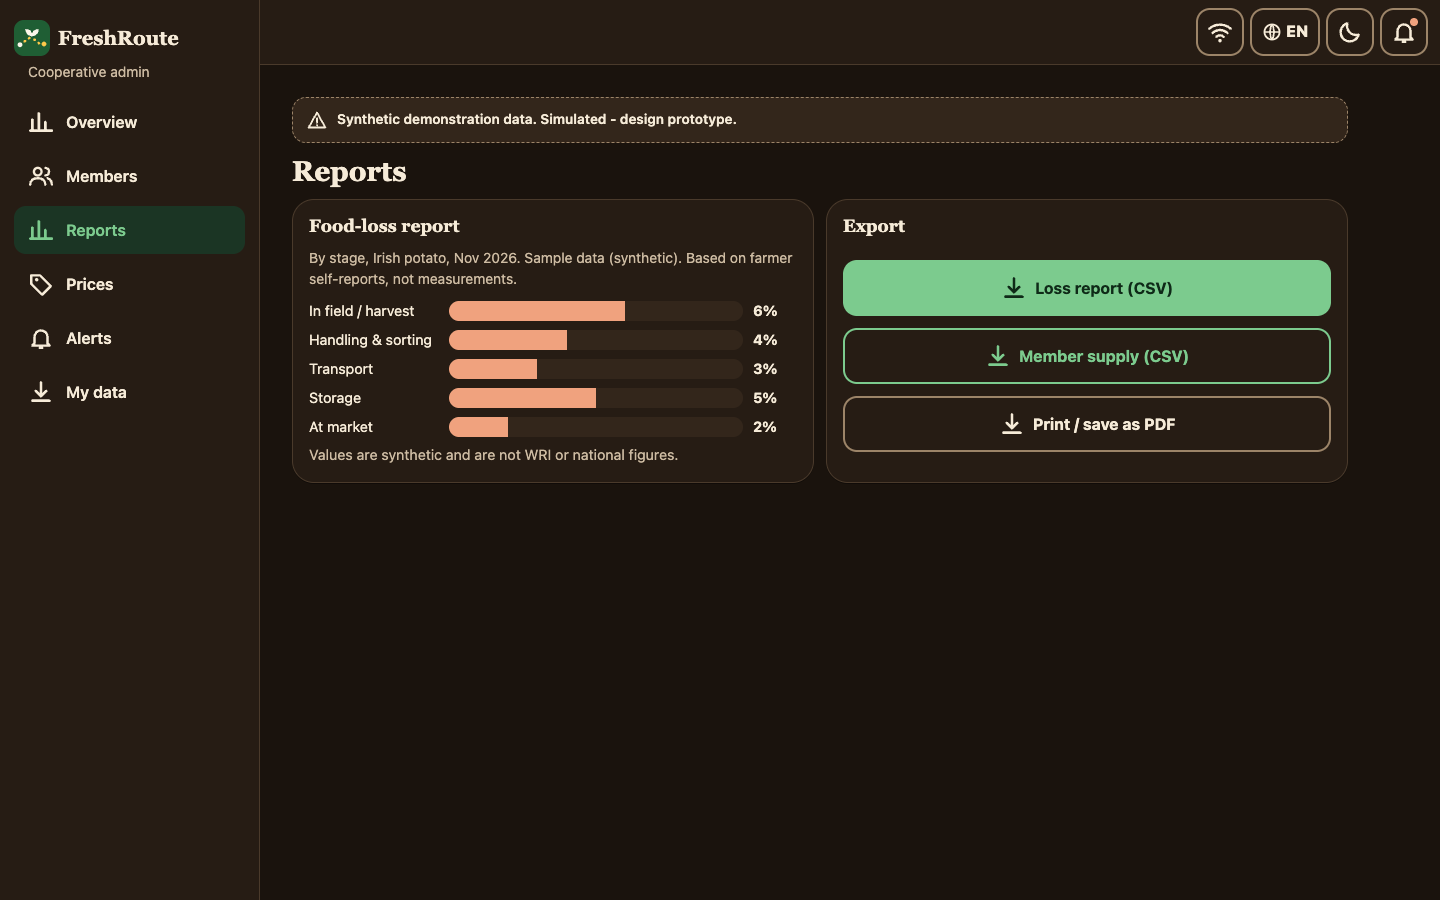 FreshRoute
Cooperative admin
Overview
Members
Reports
Prices
Alerts
My data
EN
Synthetic demonstration data. Simulated - design prototype.
Reports
Food-loss report
By stage, Irish potato, Nov 2026. Sample data (synthetic). Based on farmer
self-reports, not measurements.
In field / harvest 6%
Handling & sorting 4%
Transport 3%
Storage 5%
At market 2%
Values are synthetic and are not WRI or national figures.
Export
Loss report (CSV)
Member supply (CSV)
Print / save as PDF